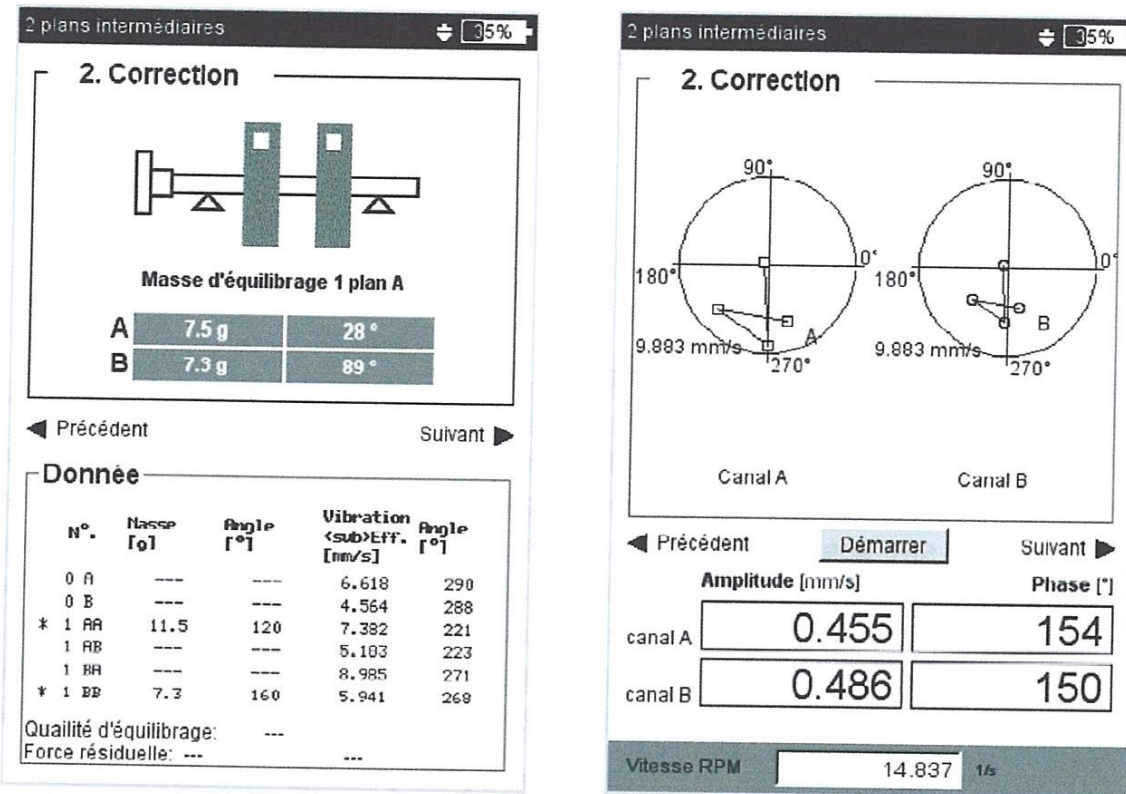 2 plans intermédiaires
35%
2. Correction
Masse d'équilibrage 1 plan A
A 7.5 g 28 °
B 7.3 g 89 °
Précédent Suivant
Donnée
N°. Masse [g] Angle [°] Vibration <sub>Eff. [mm/s] Angle [°]
0 A --- --- 6.618 290
0 B --- --- 4.564 288
* 1 AA 11.5 120 7.382 221
1 AB --- --- 5.103 223
1 BA --- --- 8.985 271
* 1 BB 7.3 160 5.941 268
Quailité d'équilibrage: ---
Force résiduelle: --- ---
2 plans intermédiaires
35%
2. Correction
90° 90°
180° 0° 180° 0°
A B
9.883 mm/s 9.883 mm/s
270° 270°
Canal A Canal B
Précédent Démarrer Suivant
Amplitude [mm/s] Phase [°]
canal A 0.455 154
canal B 0.486 150
Vitesse RPM 14.837 1/s